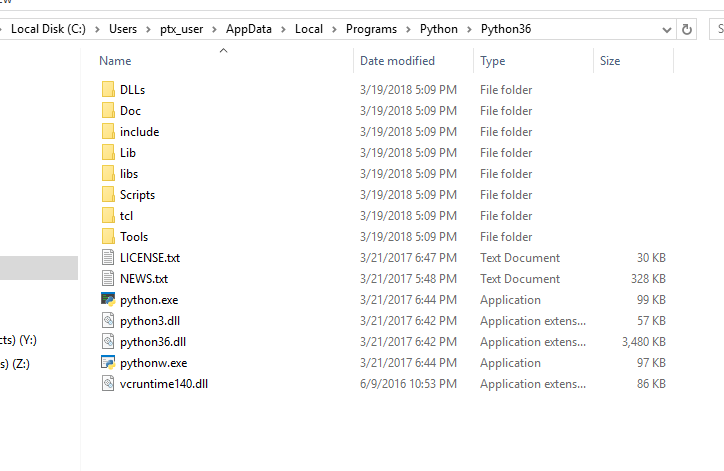 Local Disk (C:) Users ptx_user AppData Local Programs Python Python36
Name Date modified Type Size
DLLs 3/19/2018 5:09 PM File folder
Doc 3/19/2018 5:09 PM File folder
include 3/19/2018 5:09 PM File folder
Lib 3/19/2018 5:09 PM File folder
libs 3/19/2018 5:09 PM File folder
Scripts 3/19/2018 5:09 PM File folder
tcl 3/19/2018 5:09 PM File folder
Tools 3/19/2018 5:09 PM File folder
LICENSE.txt 3/21/2017 6:47 PM Text Document 30 KB
NEWS.txt 3/21/2017 5:48 PM Text Document 328 KB
python.exe 3/21/2017 6:44 PM Application 99 KB
python3.dll 3/21/2017 6:42 PM Application extens... 57 KB
cts) (Y:) python36.dll 3/21/2017 6:42 PM Application extens... 3,480 KB
s) (Z:) pythonw.exe 3/21/2017 6:44 PM Application 97 KB
vcruntime140.dll 6/9/2016 10:53 PM Application extens... 86 KB